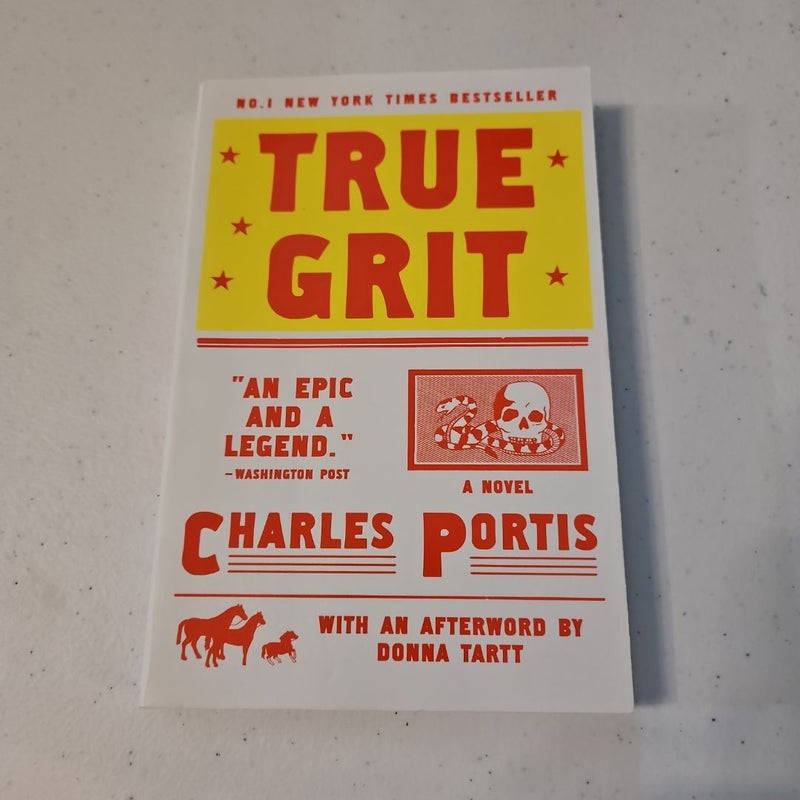 NO.1 NEW YORK TIMES BESTSELLER
TRUE
GRIT
"AN EPIC
AND A
LEGEND."
–WASHINGTON POST
A NOVEL
CHARLES PORTIS
WITH AN AFTERWORD BY
DONNA TARTT